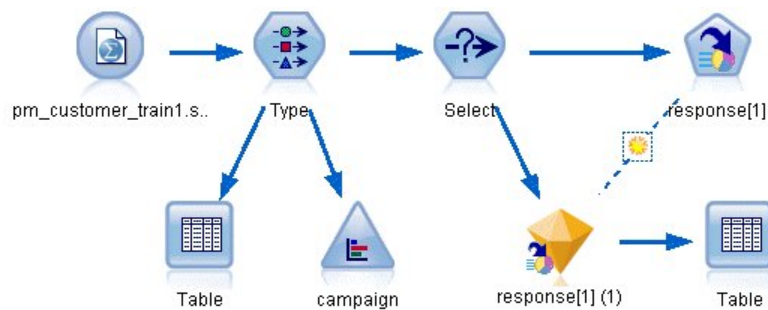 pm_customer_train1.s..
Type
Select
response[1]
Table
campaign
response[1] (1)
Table